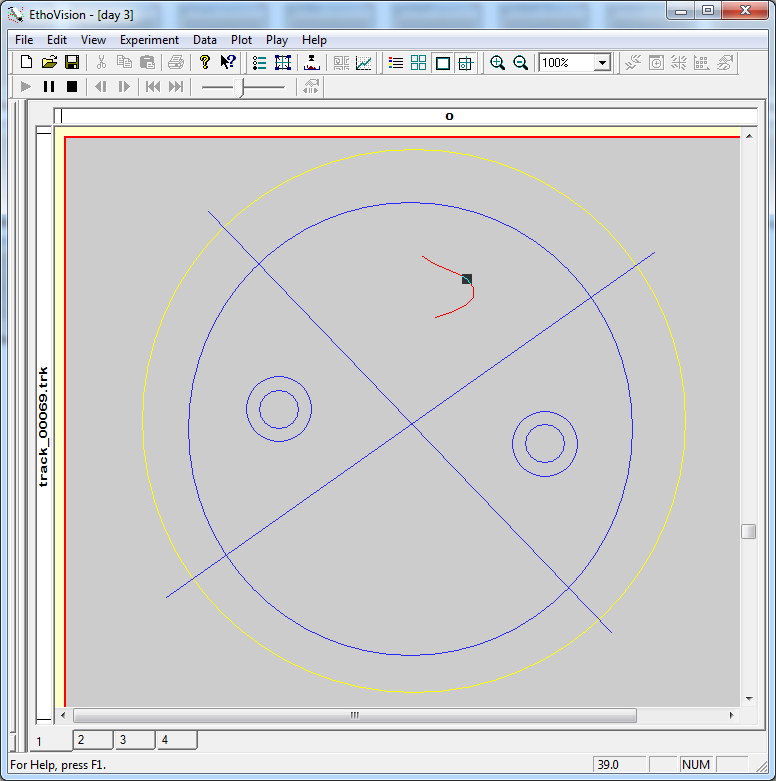 EthoVision - [day 3]
File Edit View Experiment Data Plot Play Help
100%
o
track_00069.trk
1 2 3 4
For Help, press F1. 39.0 NUM